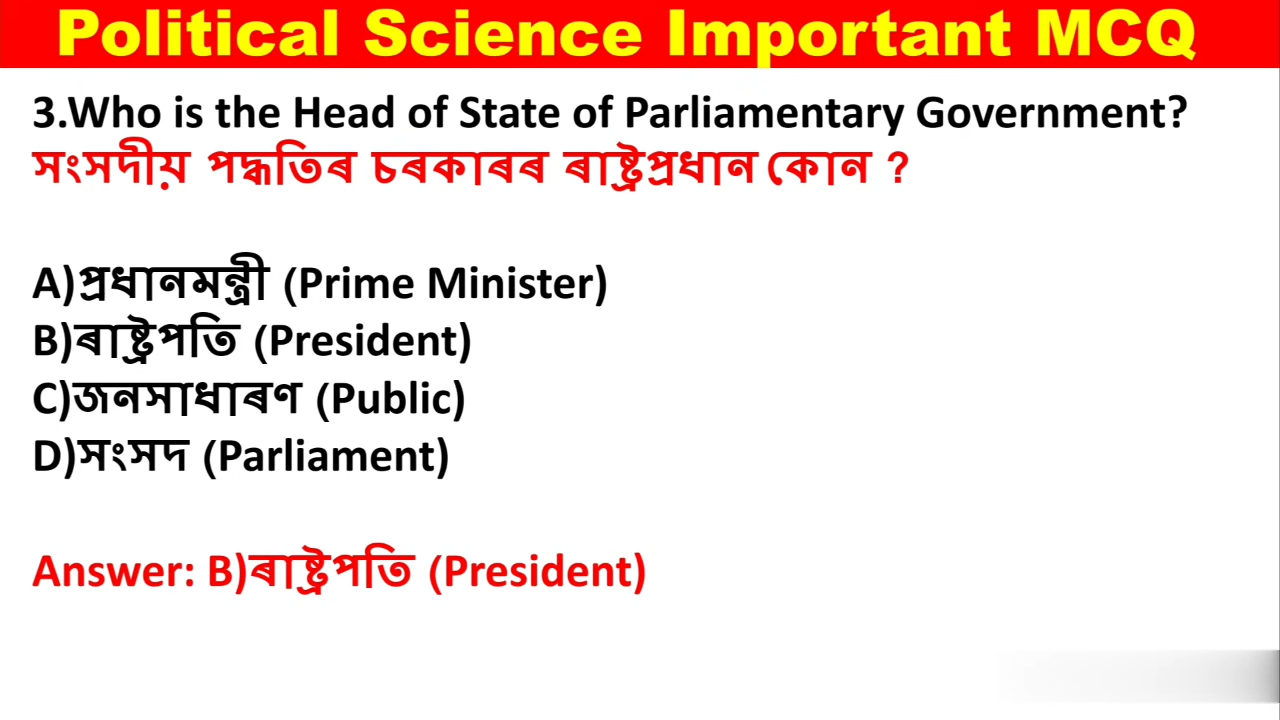 Political Science Important MCQ
3.Who is the Head of State of Parliamentary Government?
সংসদীয় পদ্ধতিৰ চৰকাৰৰ ৰাষ্ট্ৰপ্ৰধান কোন ?
A)প্ৰধানমন্ত্ৰী (Prime Minister)
B)ৰাষ্ট্ৰপতি (President)
C)জনসাধাৰণ (Public)
D)সংসদ (Parliament)
Answer: B)ৰাষ্ট্ৰপতি (President)